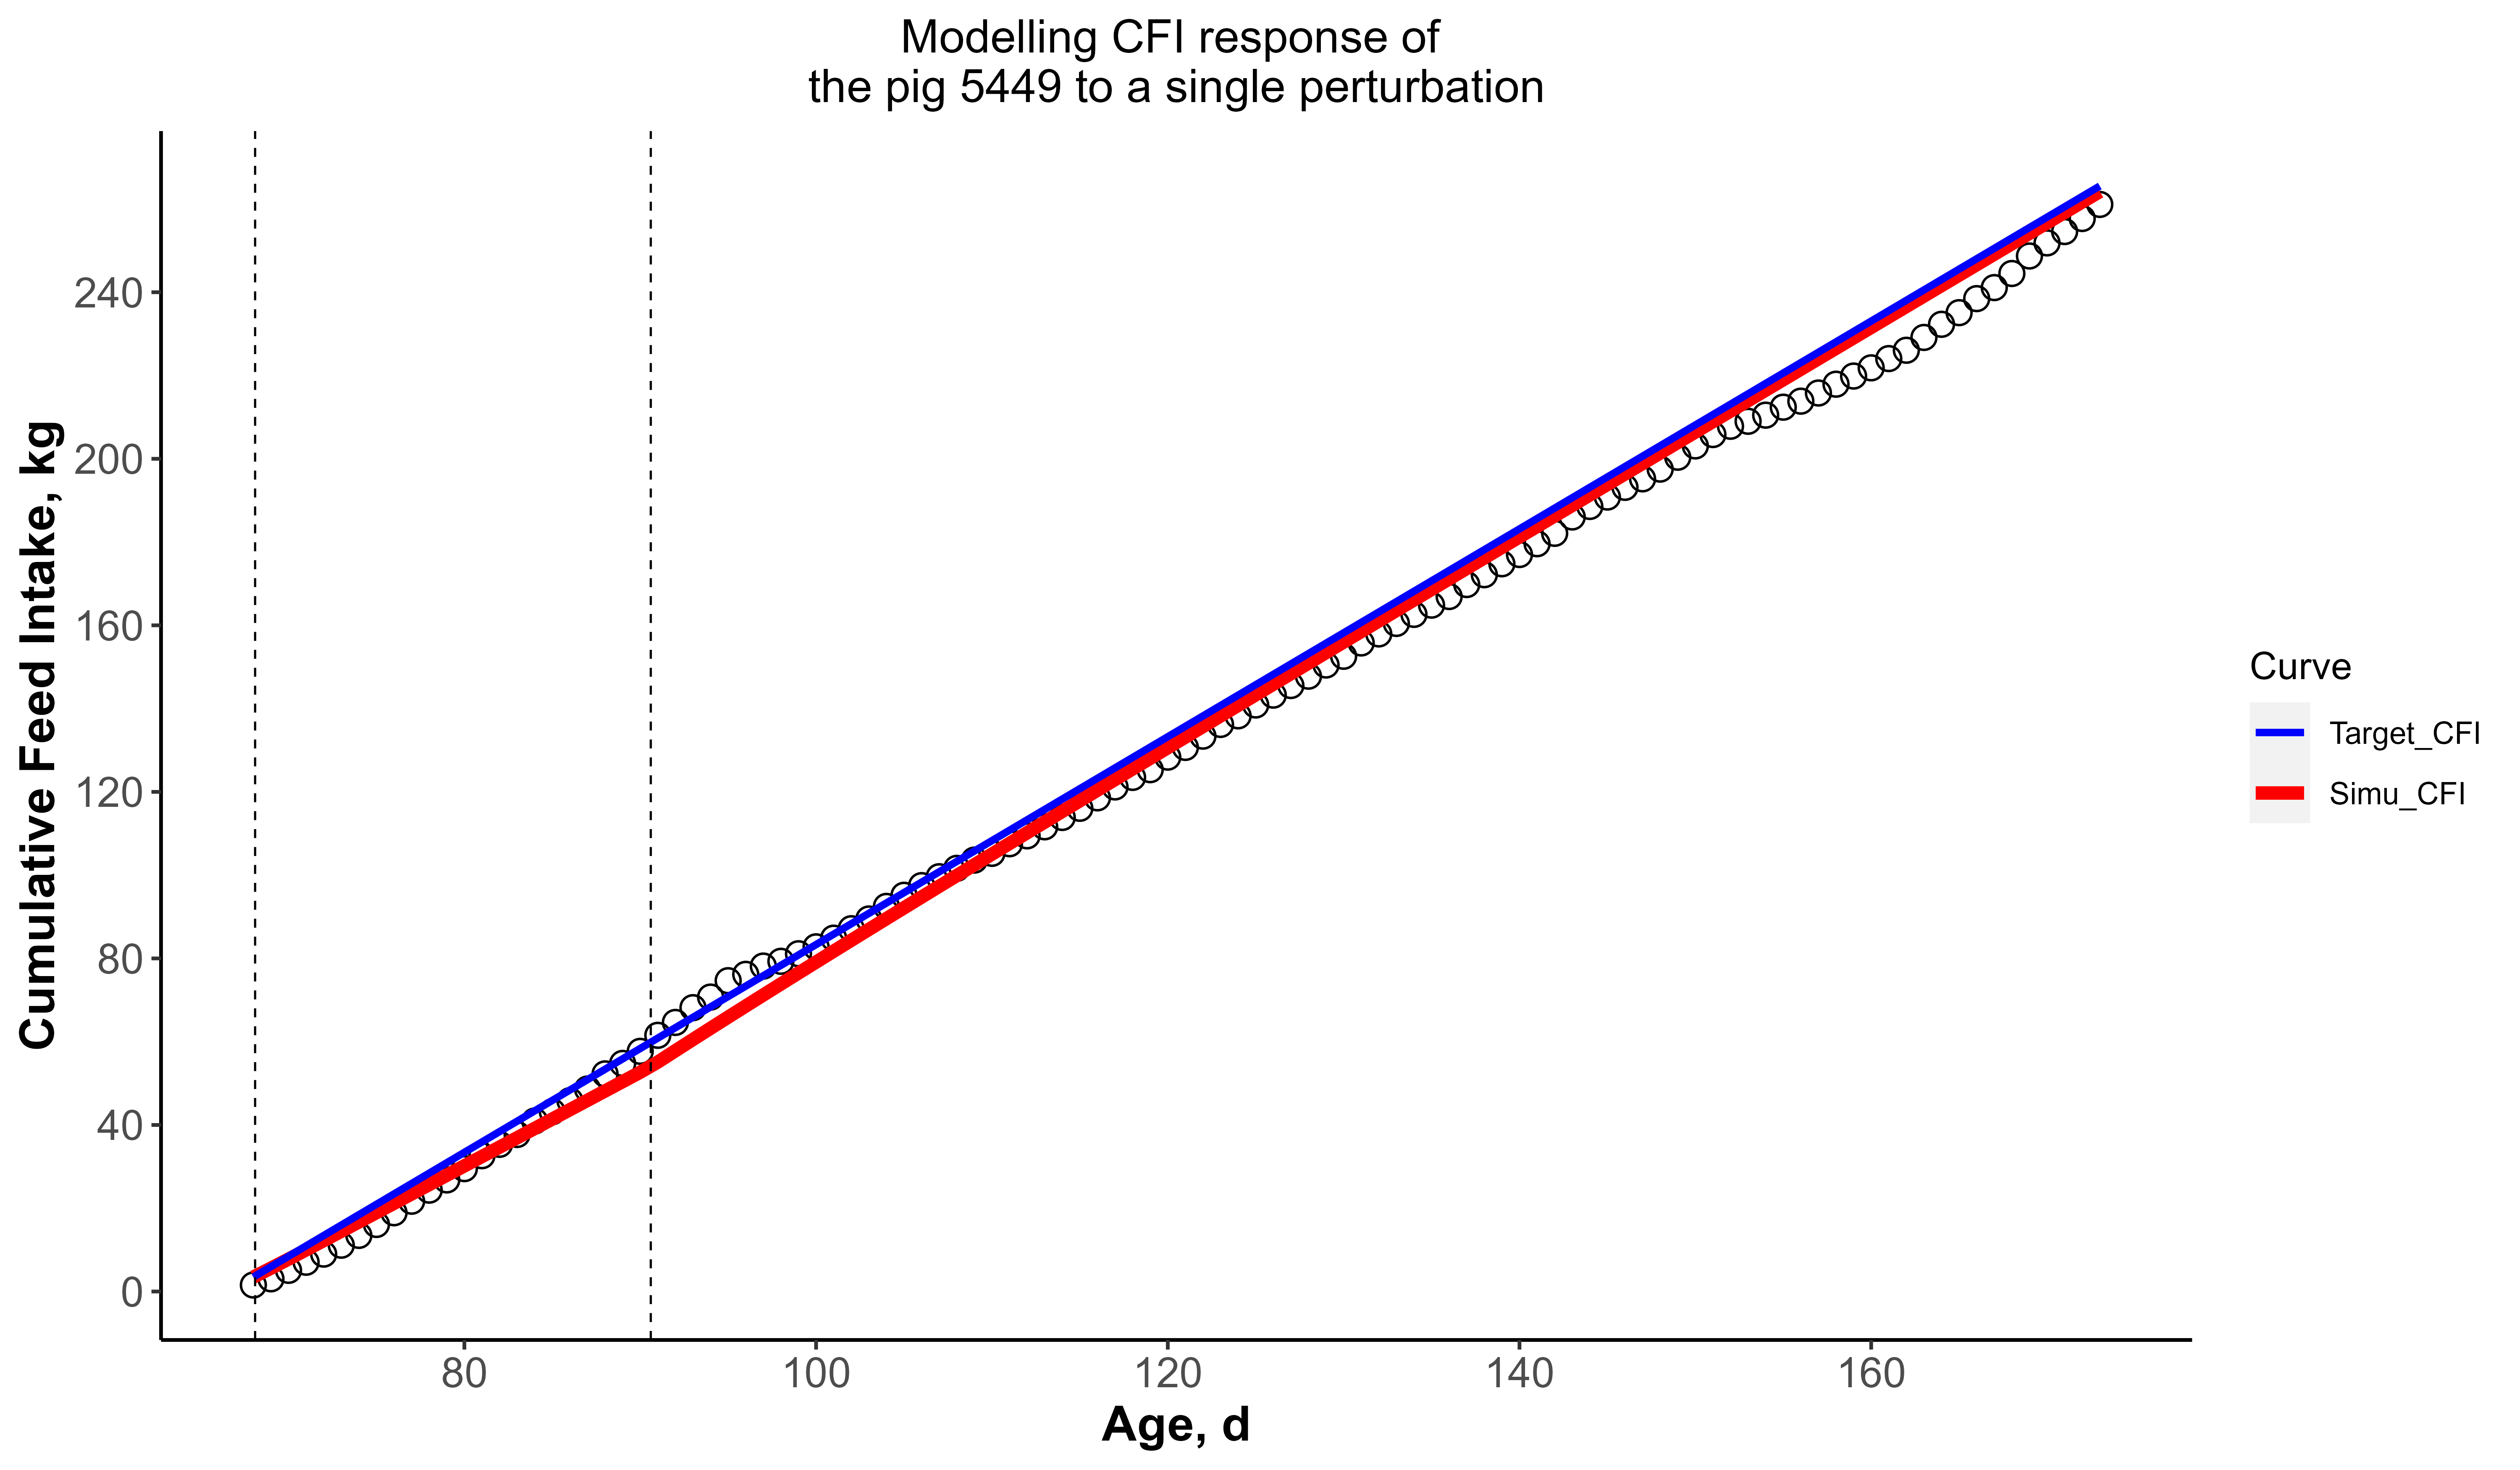 Modelling CFI response of
the pig 5449 to a single perturbation
Cumulative Feed Intake, kg
240
200
160
120
80
40
0
80
100
120
140
160
Age, d
Curve
Target_CFI
Simu_CFI